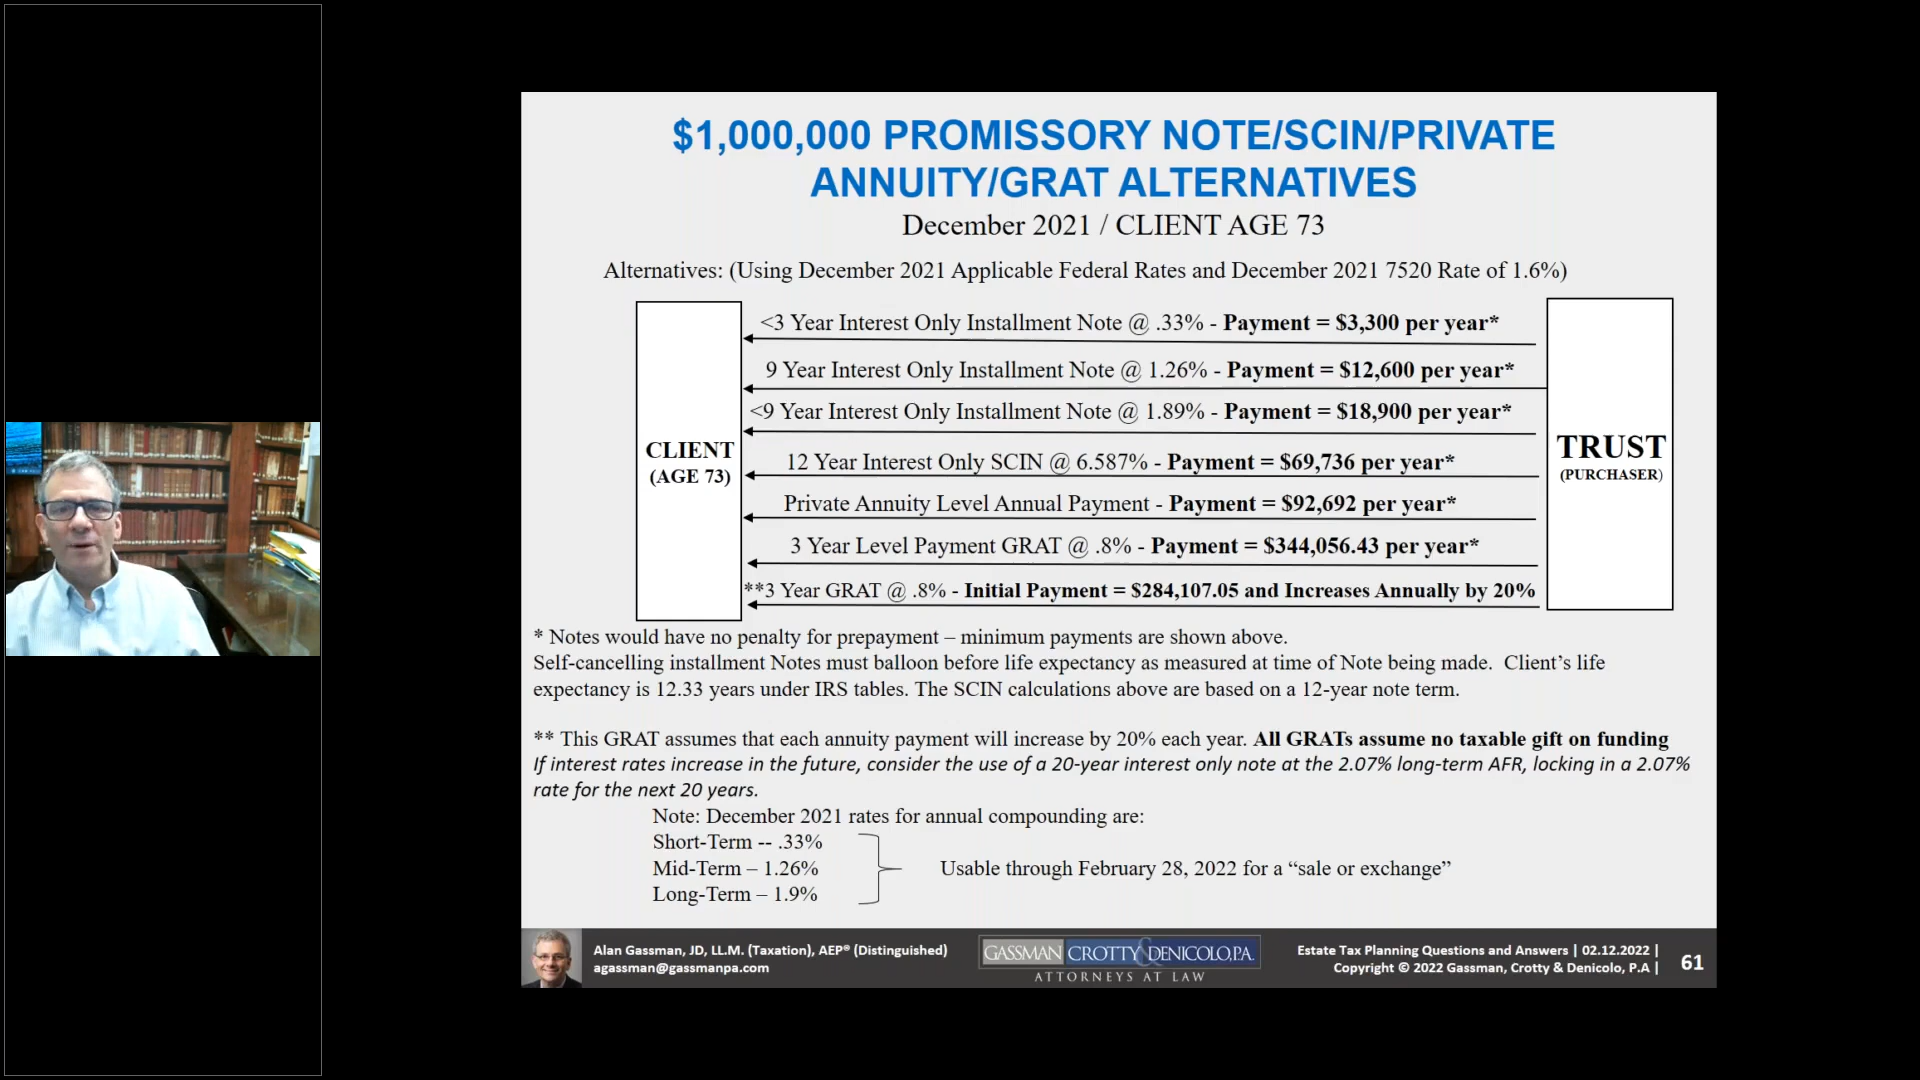 $1,000,000 PROMISSORY NOTE/SCIN/PRIVATE
ANNUITY/GRAT ALTERNATIVES
December 2021 / CLIENT AGE 73
Alternatives: (Using December 2021 Applicable Federal Rates and December 2021 7520 Rate of 1.6%)
CLIENT
(AGE 73)
<3 Year Interest Only Installment Note @ .33% - Payment = $3,300 per year*
9 Year Interest Only Installment Note @ 1.26% - Payment = $12,600 per year*
<9 Year Interest Only Installment Note @ 1.89% - Payment = $18,900 per year*
12 Year Interest Only SCIN @ 6.587% - Payment = $69,736 per year*
Private Annuity Level Annual Payment - Payment = $92,692 per year*
3 Year Level Payment GRAT @ .8% - Payment = $344,056.43 per year*
**3 Year GRAT @ .8% - Initial Payment = $284,107.05 and Increases Annually by 20%
TRUST
(PURCHASER)
* Notes would have no penalty for prepayment – minimum payments are shown above.
Self-cancelling installment Notes must balloon before life expectancy as measured at time of Note being made. Client’s life
expectancy is 12.33 years under IRS tables. The SCIN calculations above are based on a 12-year note term.
** This GRAT assumes that each annuity payment will increase by 20% each year. All GRATs assume no taxable gift on funding
If interest rates increase in the future, consider the use of a 20-year interest only note at the 2.07% long-term AFR, locking in a 2.07%
rate for the next 20 years.
Note: December 2021 rates for annual compounding are:
Short-Term -- .33%
Mid-Term – 1.26%
Long-Term – 1.9%
Usable through February 28, 2022 for a “sale or exchange”
Alan Gassman, JD, LL.M. (Taxation), AEP® (Distinguished)
agassman@gassmanpa.com
GASSMAN CROTTY & DENICOLO, P.A.
ATTORNEYS AT LAW
Estate Tax Planning Questions and Answers | 02.12.2022 |
Copyright © 2022 Gassman, Crotty & Denicolo, P.A |
61